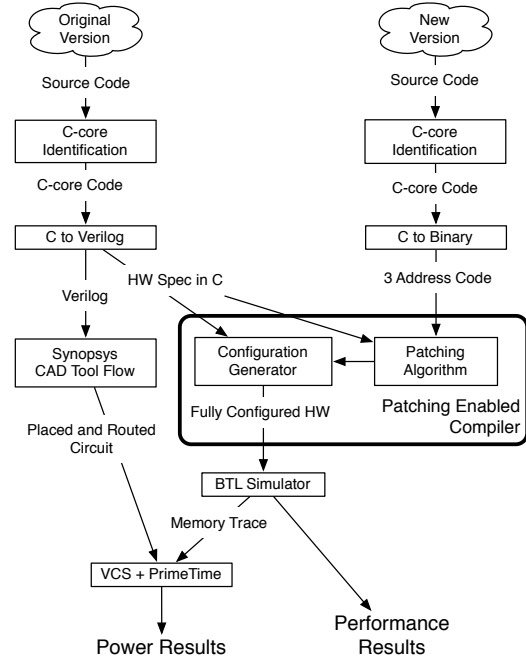 Original
Version
New
Version
Source Code
Source Code
C-core
Identification
C-core
Identification
C-core Code
C-core Code
C to Verilog
C to Binary
HW Spec in C
3 Address Code
Verilog
Synopsys
CAD Tool Flow
Configuration
Generator
Patching
Algorithm
Fully Configured HW
Patching Enabled
Compiler
Placed and Routed
Circuit
BTL Simulator
Memory Trace
VCS + PrimeTime
Power Results
Performance
Results